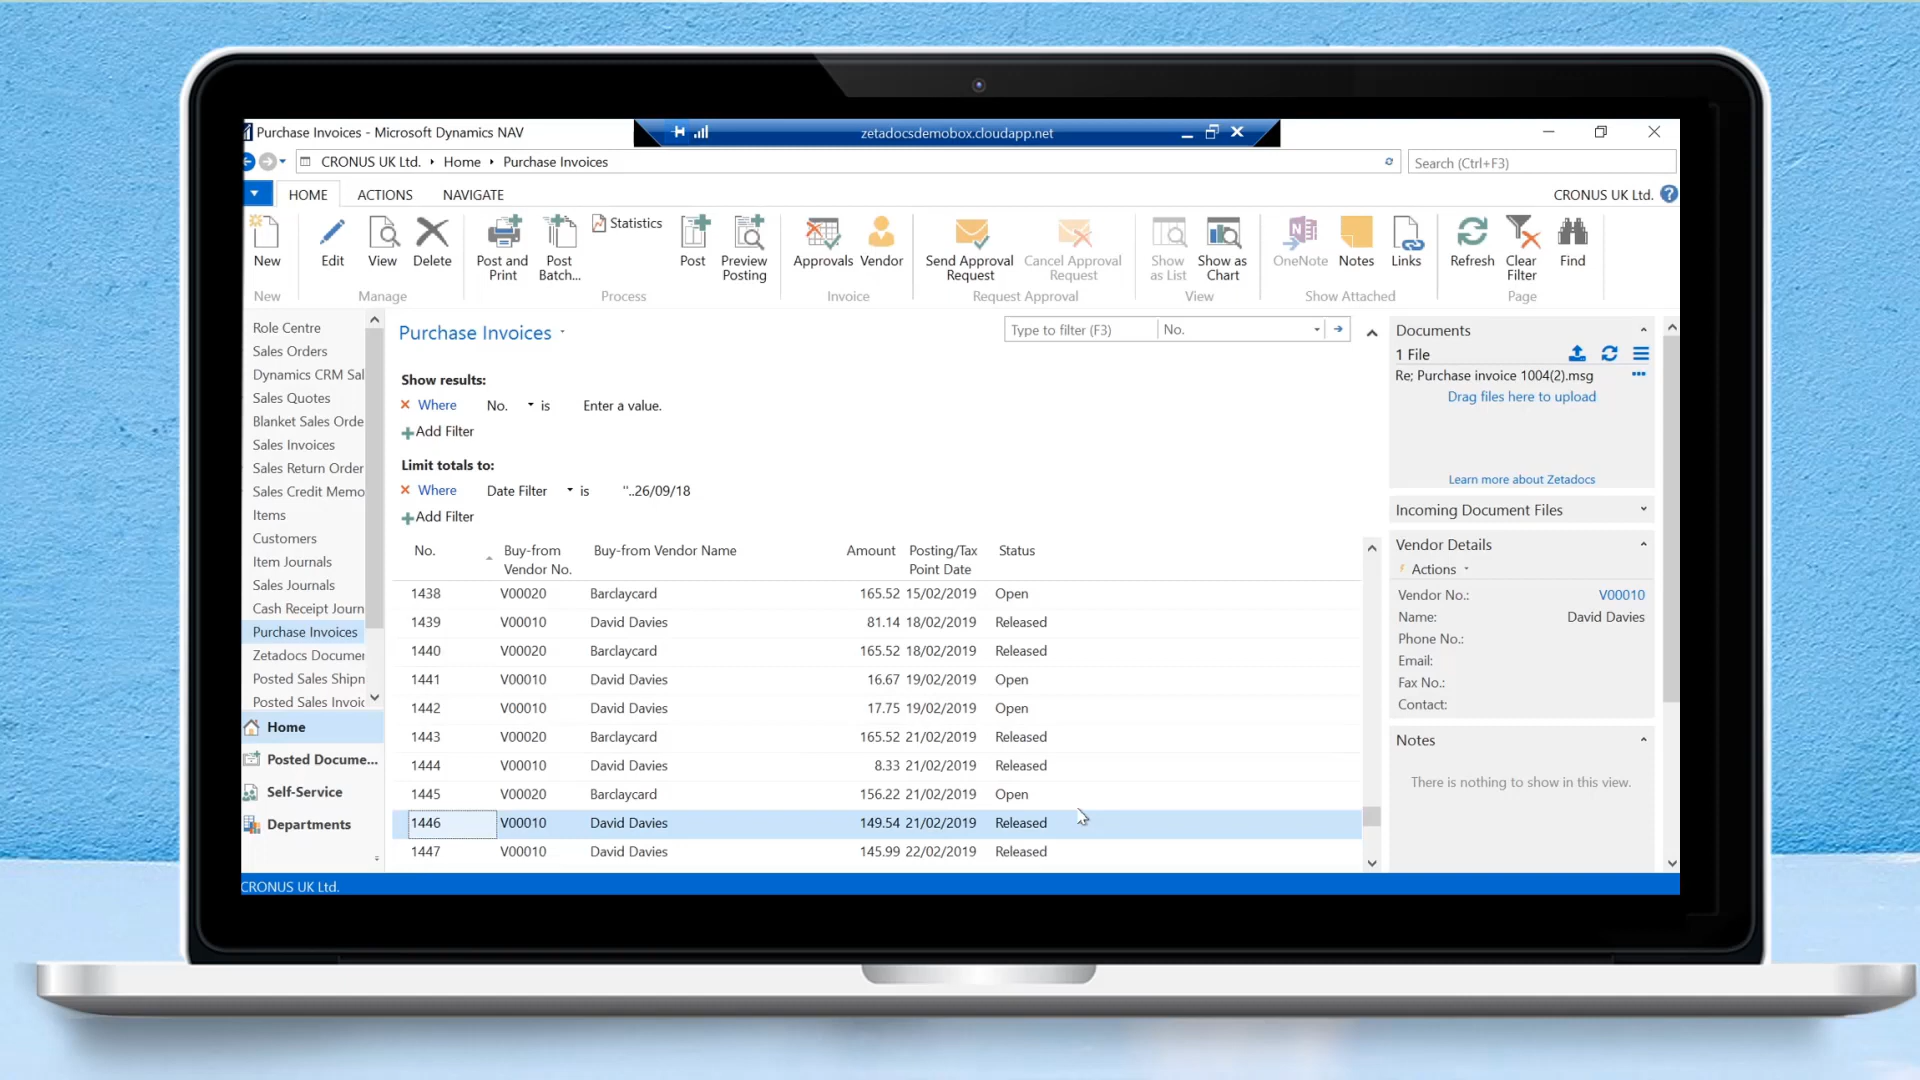 Purchase Invoices - Microsoft Dynamics NAV
zetadocsdemobox.cloudapp.net
CRONUS UK Ltd. Home Purchase Invoices
Search (Ctrl+F3)
HOME ACTIONS NAVIGATE
CRONUS UK Ltd.
New
Edit
View
Delete
Post and Print
Post Batch...
Statistics
Post
Preview Posting
Approvals
Vendor
Send Approval Request
Cancel Approval Request
Show as List
Show as Chart
OneNote
Notes
Links
Refresh
Clear Filter
Find
New
Manage
Process
Invoice
Request Approval
View
Show Attached
Page
Role Centre
Sales Orders
Dynamics CRM Sal
Sales Quotes
Blanket Sales Orde
Sales Invoices
Sales Return Order
Sales Credit Memo
Items
Customers
Item Journals
Sales Journals
Cash Receipt Journ
Purchase Invoices
Zetadocs Documen
Posted Sales Shipn
Posted Sales Invoic
Home
Posted Docume...
Self-Service
Departments
Purchase Invoices
Type to filter (F3) No.
Show results:
Where No. is Enter a value.
Add Filter
Limit totals to:
Where Date Filter is ''..26/09/18
Add Filter
No. Buy-from Vendor No. Buy-from Vendor Name Amount Posting/Tax Point Date Status
1438 V00020 Barclaycard 165.52 15/02/2019 Open
1439 V00010 David Davies 81.14 18/02/2019 Released
1440 V00020 Barclaycard 165.52 18/02/2019 Released
1441 V00010 David Davies 16.67 19/02/2019 Open
1442 V00010 David Davies 17.75 19/02/2019 Open
1443 V00020 Barclaycard 165.52 21/02/2019 Released
1444 V00010 David Davies 8.33 21/02/2019 Released
1445 V00020 Barclaycard 156.22 21/02/2019 Open
1446 V00010 David Davies 149.54 21/02/2019 Released
1447 V00010 David Davies 145.99 22/02/2019 Released
Documents
1 File
Re; Purchase invoice 1004(2).msg
Drag files here to upload
Learn more about Zetadocs
Incoming Document Files
Vendor Details
Actions
Vendor No.: V00010
Name: David Davies
Phone No.:
Email:
Fax No.:
Contact:
Notes
There is nothing to show in this view.
CRONUS UK Ltd.